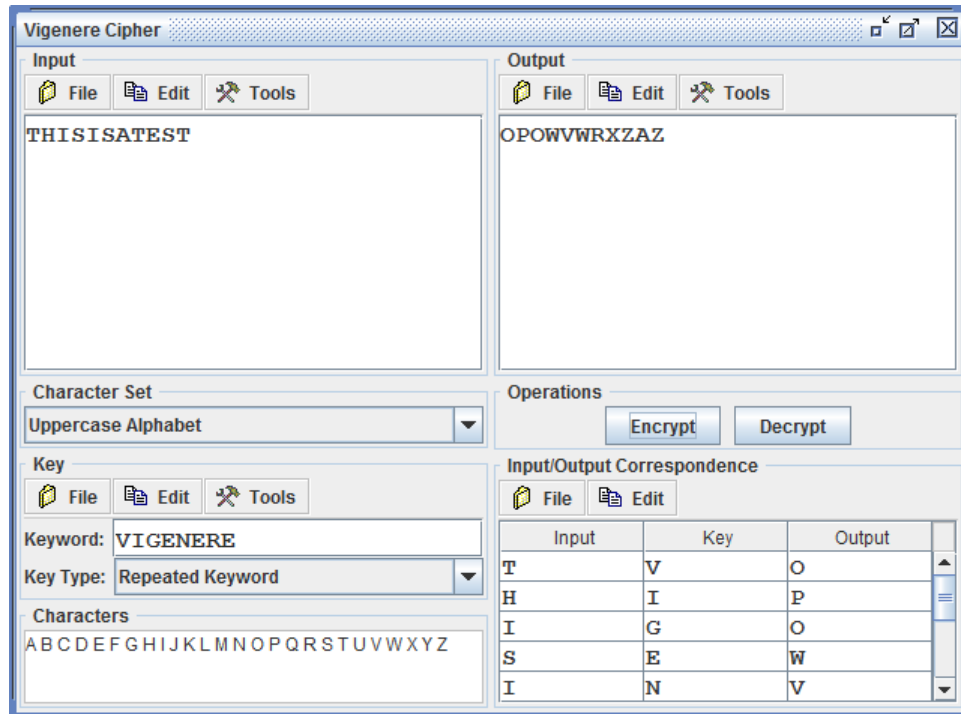 Vigenere Cipher
Input
File Edit Tools
THISISATEST
Output
File Edit Tools
OPOWVWRXZAZ
Character Set
Uppercase Alphabet
Operations
Encrypt Decrypt
Key
File Edit Tools
Keyword: VIGENERE
Key Type: Repeated Keyword
Characters
A B C D E F G H I J K L M N O P Q R S T U V W X Y Z
Input/Output Correspondence
File Edit
Input Key Output
T V O
H I P
I G O
S E W
I N V